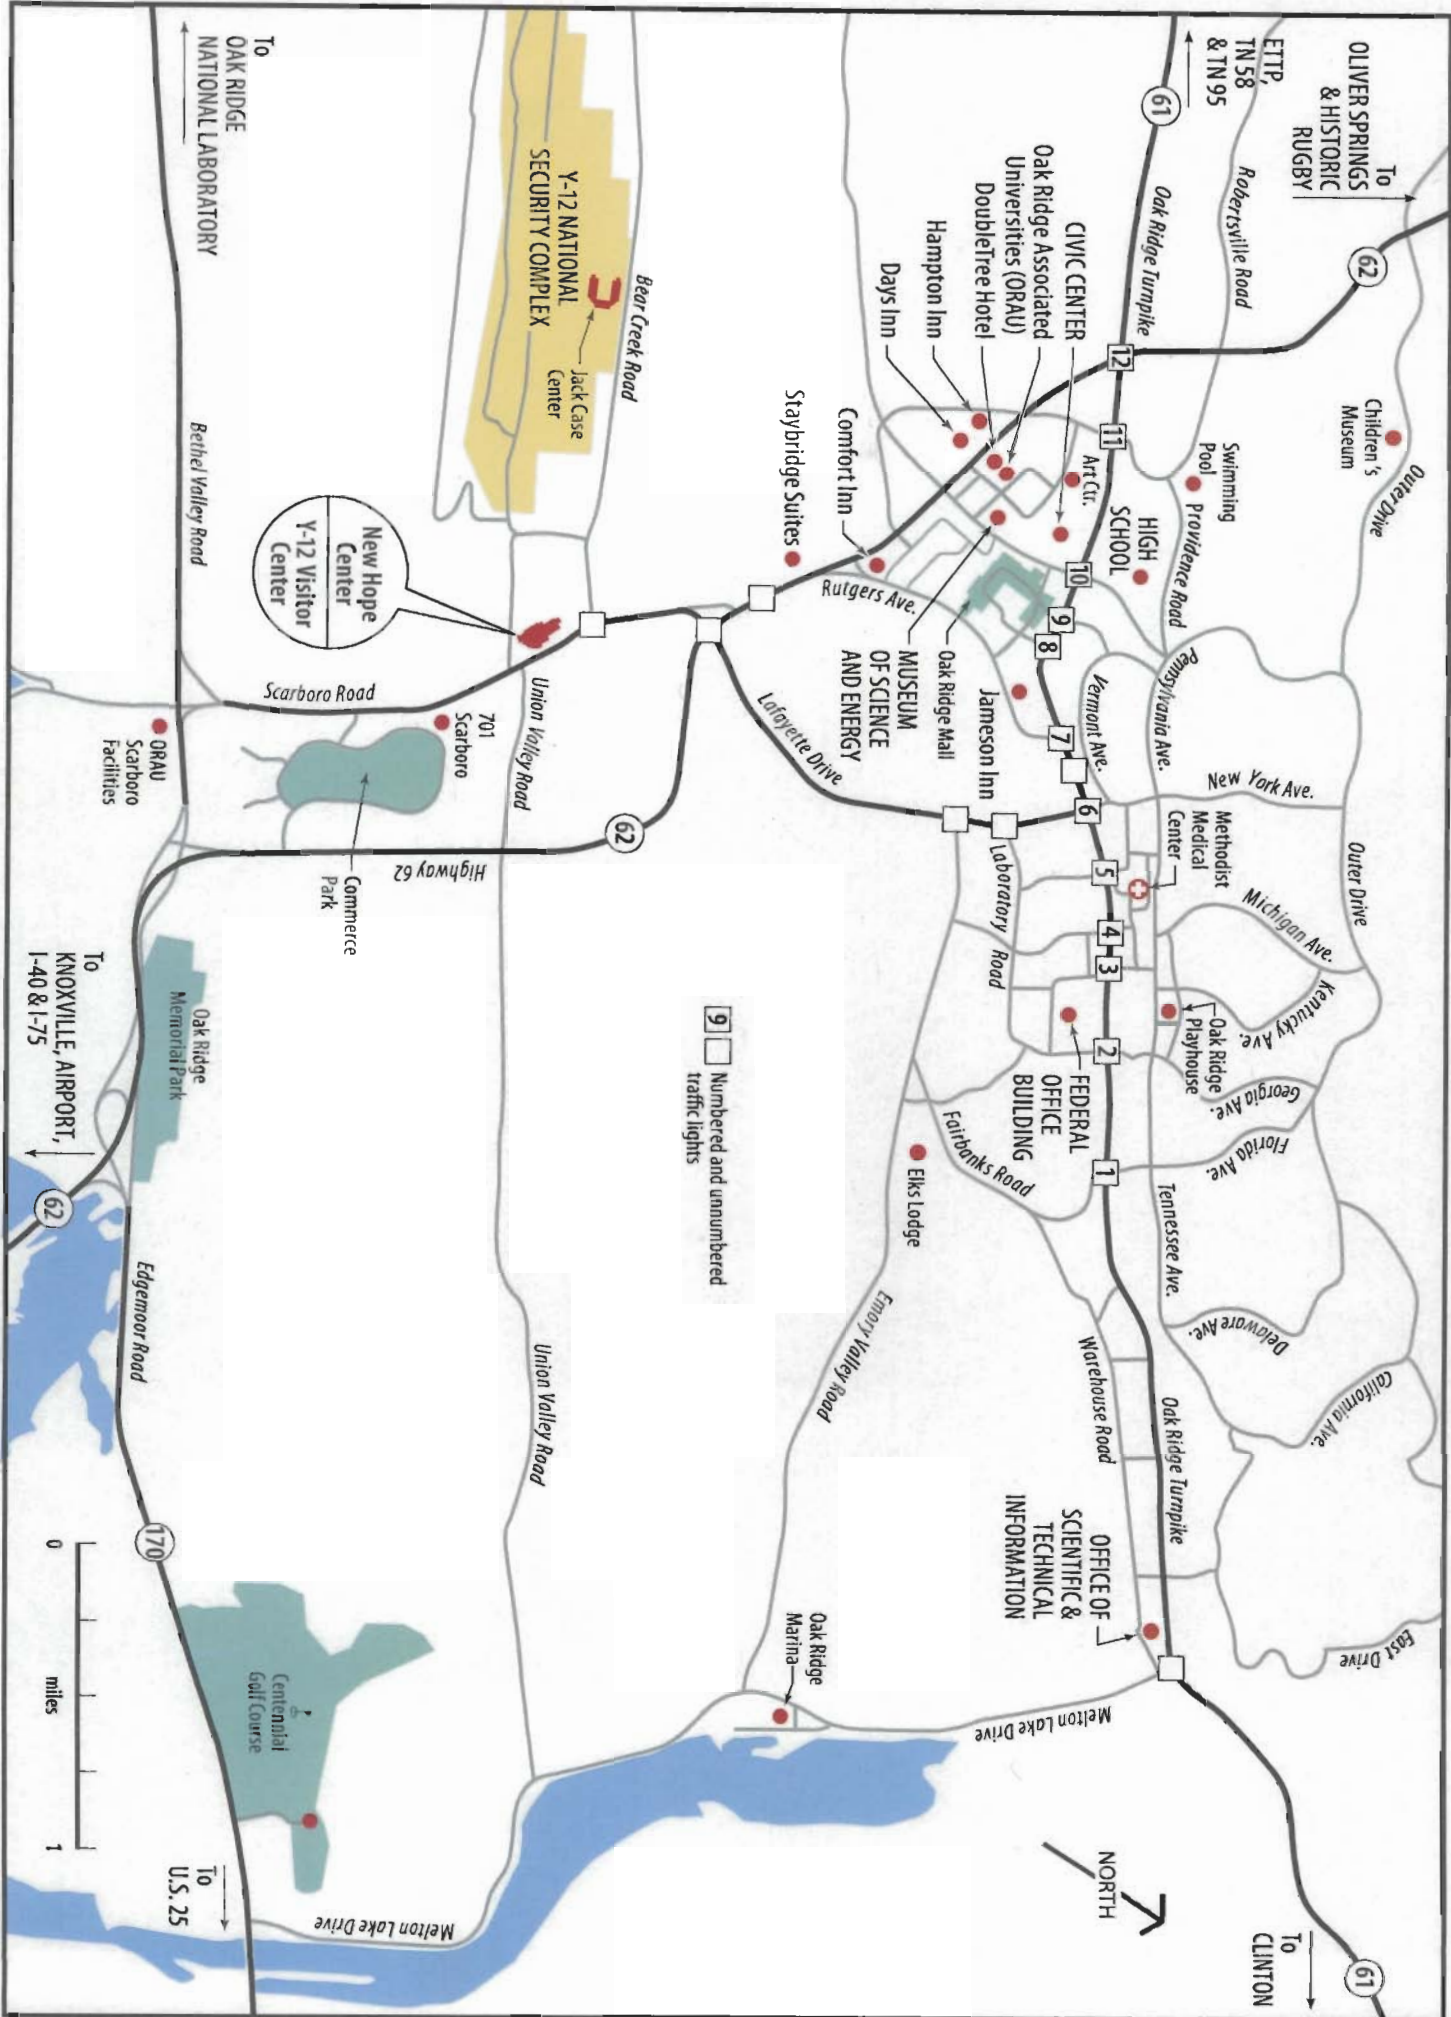 To
OLIVER SPRINGS
& HISTORIC
RUGBY
62
Children's
Museum
Outer Drive
Outer Drive
ETTP,
TN 58
& TN 95
61
Robertsville Road
Oak Ridge Turnpike
12
11
10
9
8
7
6
5
4
3
2
1
Swimming
Pool
Providence Road
HIGH
SCHOOL
Art Ctr.
CIVIC CENTER
Oak Ridge Associated
Universities (ORAU)
DoubleTree Hotel
Hampton Inn
Days Inn
Pennsylvania Ave.
Vermont Ave.
New York Ave.
Methodist
Medical
Center
Michigan Ave.
Kentucky Ave.
Oak Ridge
Playhouse
Georgia Ave.
Florida Ave.
Tennessee Ave.
Delaware Ave.
California Ave.
East Drive
Oak Ridge Turnpike
Warehouse Road
OFFICE OF
SCIENTIFIC &
TECHNICAL
INFORMATION
FEDERAL
OFFICE
BUILDING
Fairbanks Road
Laboratory
Road
Jameson Inn
Oak Ridge Mall
MUSEUM
OF SCIENCE
AND ENERGY
Rutgers Ave.
Comfort Inn
Staybridge Suites
Lafayette Drive
Elks Lodge
Emory Valley Road
Oak Ridge
Marina
Melton Lake Drive
61
To
CLINTON
NORTH
9
Numbered and unnumbered
traffic lights
Bear Creek Road
Y-12 NATIONAL
SECURITY COMPLEX
Jack Case
Center
New Hope
Center
Y-12 Visitor
Center
Union Valley Road
Union Valley Road
62
Highway 62
701
Scarboro
Scarboro Road
Commerce
Park
ORAU
Scarboro
Facilities
Bethel Valley Road
To
OAK RIDGE
NATIONAL LABORATORY
Oak Ridge
Memorial Park
To
KNOXVILLE, AIRPORT,
I-40 & I-75
62
Edgemoor Road
170
Centennial
Golf Course
Melton Lake Drive
To
U.S. 25
0
miles
1